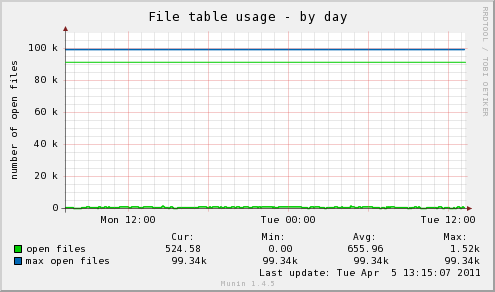 File table usage - by day
RRDTOOL / TOBI OETIKER
number of open files
100 k
80 k
60 k
40 k
20 k
0
Mon 12:00 Tue 00:00 Tue 12:00
Cur: Min: Avg: Max:
open files 524.58 0.00 655.96 1.52k
max open files 99.34k 99.34k 99.34k 99.34k
Last update: Tue Apr 5 13:15:07 2011
Munin 1.4.5